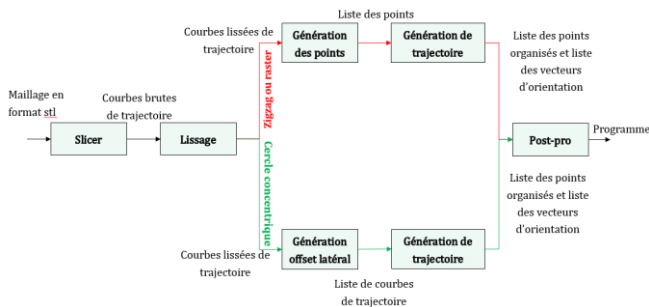 Liste des points
Courbes lissées de
trajectoire
Génération
des points
Génération
de trajectoire
Liste des points
organisés et liste
des vecteurs
d'orientation
Zigzag ou raster
Maillage en
format stl
Courbes brutes de
trajectoire
Slicer
Lissage
Post-pro
Programme
Cercle concentrique
Liste des points
organisés et liste
des vecteurs
d'orientation
Courbes lissées de
trajectoire
Génération
offset latéral
Génération de
trajectoire
Liste de courbes
de trajectoire